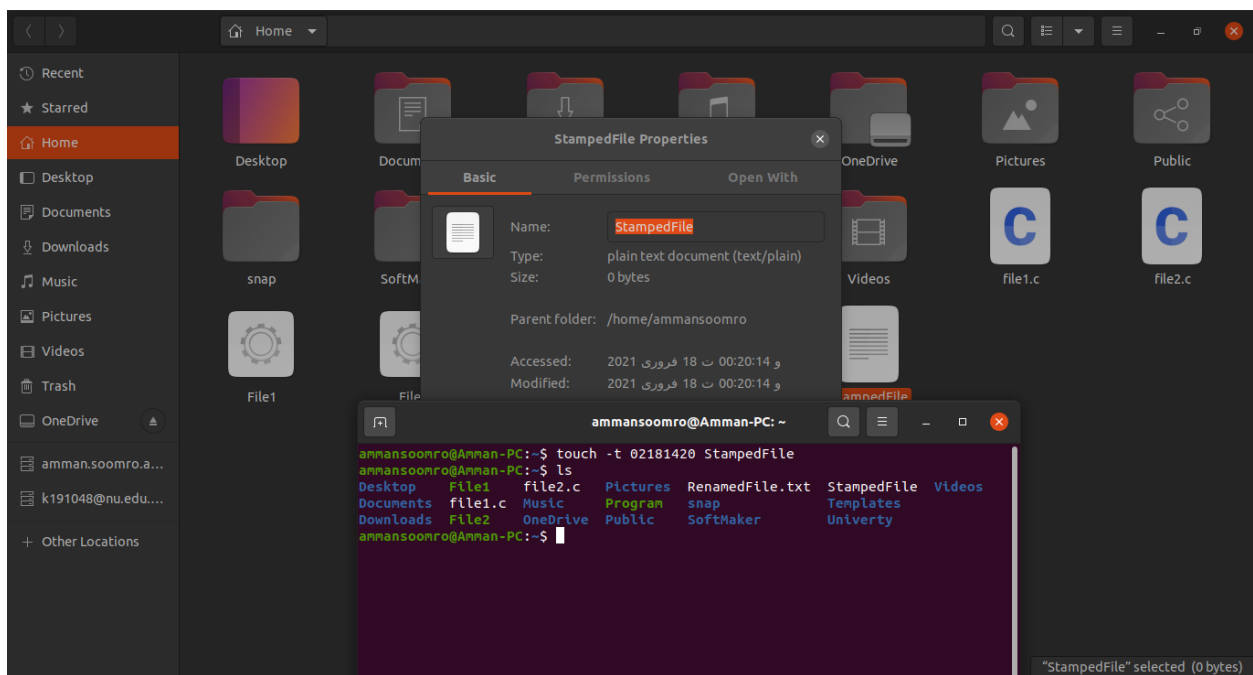 Home
Recent
Starred
Home
Desktop
Documents
Downloads
Music
Pictures
Videos
Trash
OneDrive
amman.soomro.a...
k191048@nu.edu....
Other Locations
Desktop
OneDrive
Pictures
Public
snap
Videos
file1.c
file2.c
File1
StampedFile Properties
Basic Permissions Open With
Name: StampedFile
Type: plain text document (text/plain)
Size: 0 bytes
Parent folder: /home/ammansoomro
Accessed: و 00:20:14 ت 18 فروری 2021
Modified: و 00:20:14 ت 18 فروری 2021
ammansoomro@Amman-PC: ~
ammansoomro@Amman-PC:~$ touch -t 02181420 StampedFile
ammansoomro@Amman-PC:~$ ls
Desktop File1 file2.c Pictures RenamedFile.txt StampedFile Videos
Documents file1.c Music Program snap Templates
Downloads File2 OneDrive Public SoftMaker Univerty
ammansoomro@Amman-PC:~$
"StampedFile" selected (0 bytes)